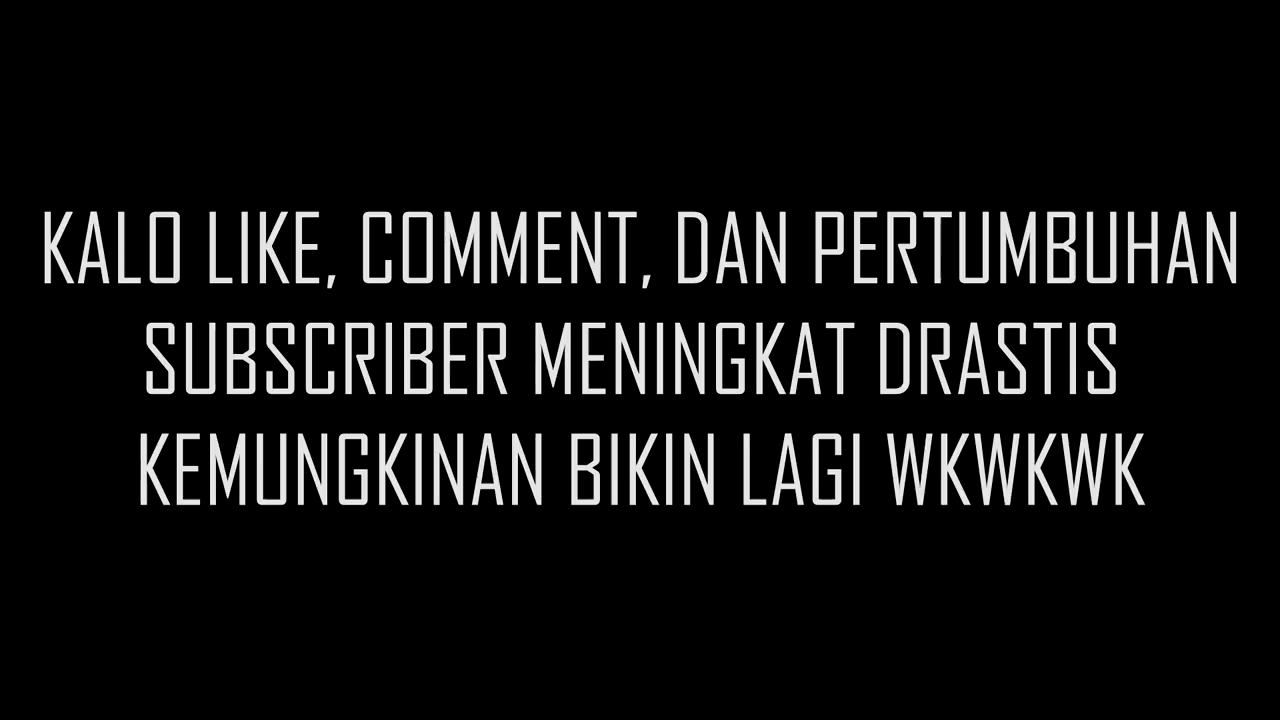 KALO LIKE, COMMENT, DAN PERTUMBUHAN
SUBSCRIBER MENINGKAT DRASTIS
KEMUNGKINAN BIKIN LAGI WKWKWK